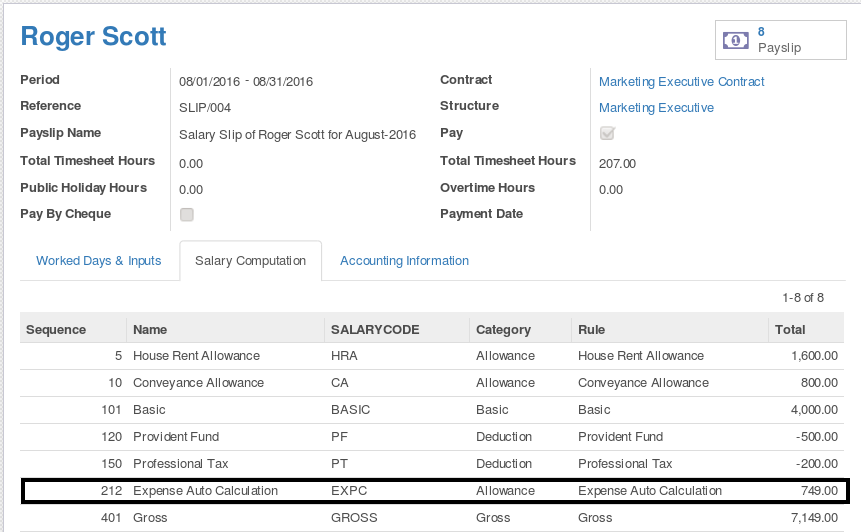 Roger Scott
8
Payslip
Period 08/01/2016 - 08/31/2016 Contract Marketing Executive Contract
Reference SLIP/004 Structure Marketing Executive
Payslip Name Salary Slip of Roger Scott for August-2016 Pay
Total Timesheet Hours 0.00 Total Timesheet Hours 207.00
Public Holiday Hours 0.00 Overtime Hours 0.00
Pay By Cheque Payment Date
Worked Days & Inputs Salary Computation Accounting Information
1-8 of 8
Sequence Name SALARYCODE Category Rule Total
5 House Rent Allowance HRA Allowance House Rent Allowance 1,600.00
10 Conveyance Allowance CA Allowance Conveyance Allowance 800.00
101 Basic BASIC Basic Basic 4,000.00
120 Provident Fund PF Deduction Provident Fund -500.00
150 Professional Tax PT Deduction Professional Tax -200.00
212 Expense Auto Calculation EXPC Allowance Expense Auto Calculation 749.00
401 Gross GROSS Gross Gross 7,149.00